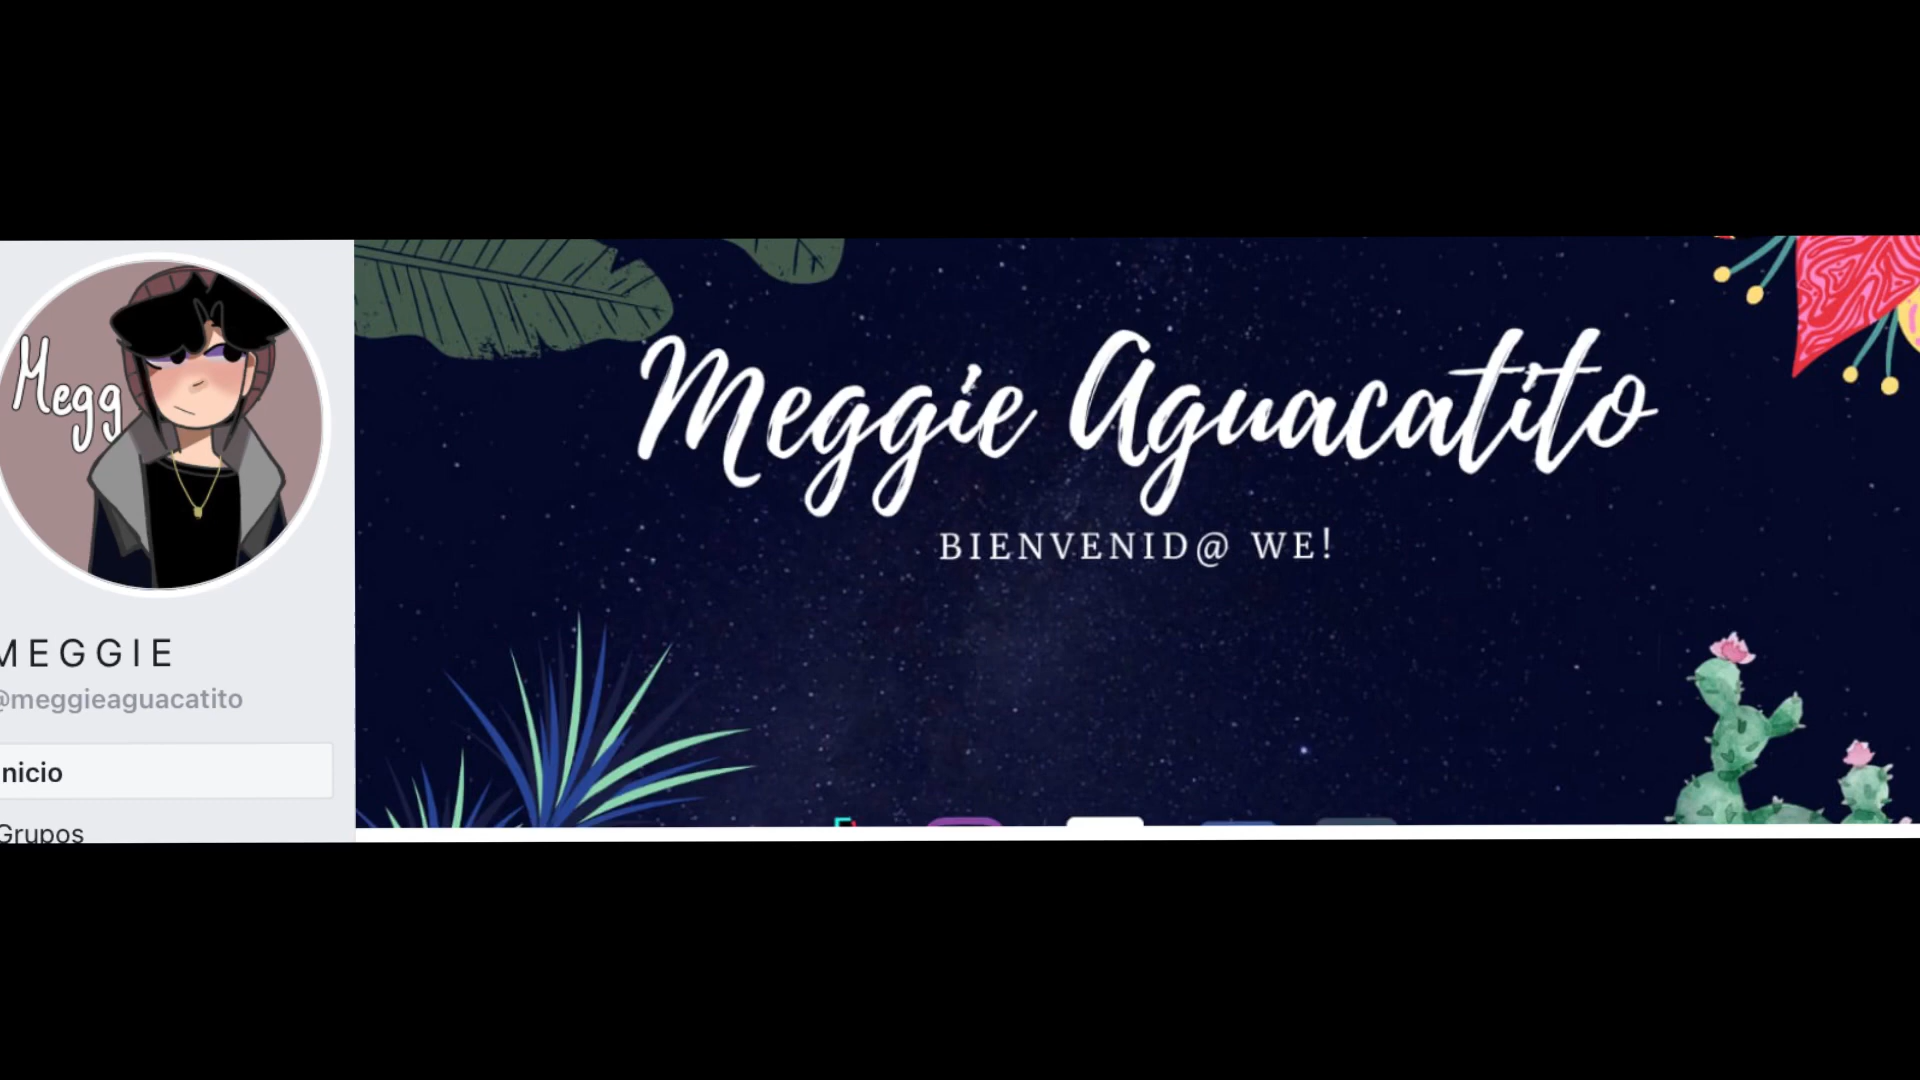 Megg
MEGGIE
@meggieaguacatito
nicio
Grupos
Meggie Aguacatito
BIENVENID@ WE!